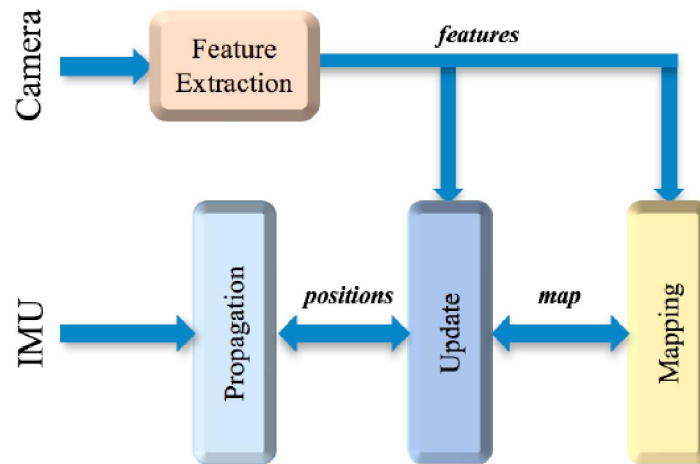 Camera
Feature
Extraction
features
IMU
Propagation
positions
Update
map
Mapping